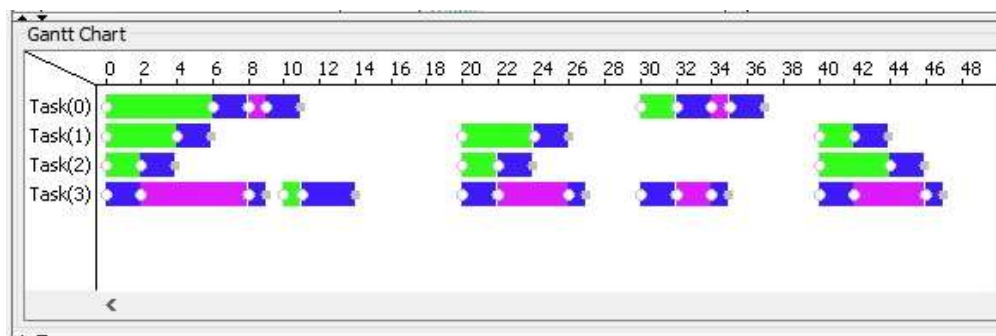 Gantt Chart
0 2 4 6 8 10 12 14 16 18 20 22 24 26 28 30 32 34 36 38 40 42 44 46 48
Task(0)
Task(1)
Task(2)
Task(3)